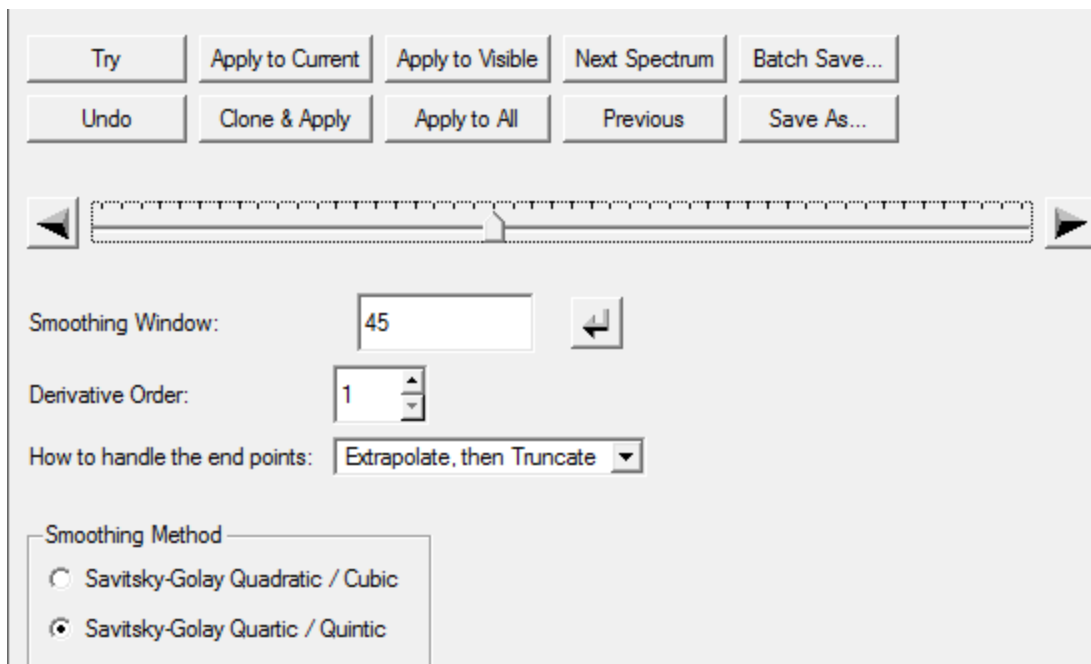 Try Apply to Current Apply to Visible Next Spectrum Batch Save...
Undo Clone & Apply Apply to All Previous Save As...
Smoothing Window: 45
Derivative Order: 1
How to handle the end points: Extrapolate, then Truncate
Smoothing Method
Savitsky-Golay Quadratic / Cubic
Savitsky-Golay Quartic / Quintic